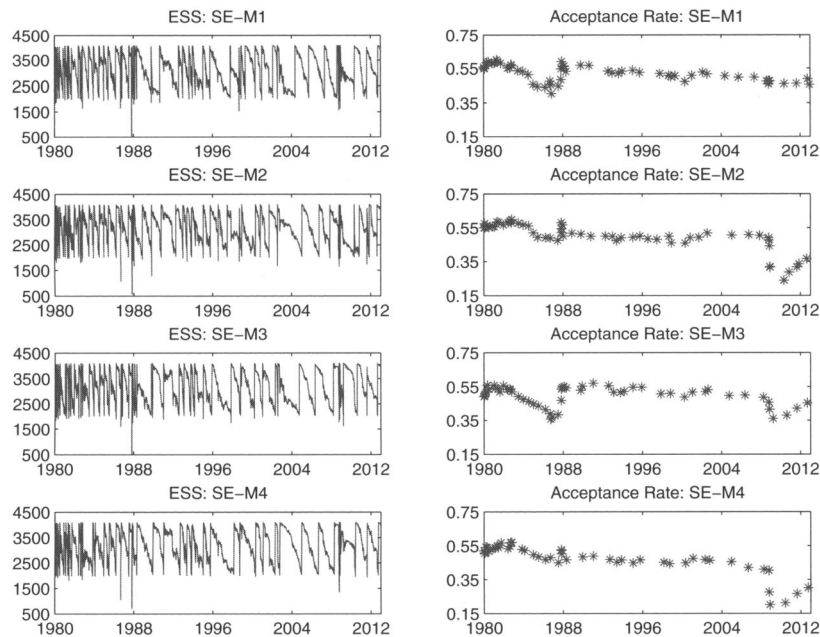 ESS: SE−M1
4500
3500
2500
1500
500
1980 1988 1996 2004 2012
Acceptance Rate: SE−M1
0.75
0.55
0.35
0.15
1980 1988 1996 2004 2012
ESS: SE−M2
4500
3500
2500
1500
500
1980 1988 1996 2004 2012
Acceptance Rate: SE−M2
0.75
0.55
0.35
0.15
1980 1988 1996 2004 2012
ESS: SE−M3
4500
3500
2500
1500
500
1980 1988 1996 2004 2012
Acceptance Rate: SE−M3
0.75
0.55
0.35
0.15
1980 1988 1996 2004 2012
ESS: SE−M4
4500
3500
2500
1500
500
1980 1988 1996 2004 2012
Acceptance Rate: SE−M4
0.75
0.55
0.35
0.15
1980 1988 1996 2004 2012